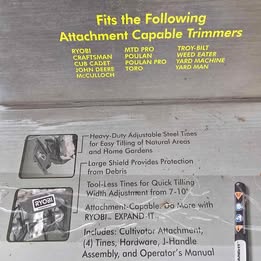 Fits the Following
Attachment Capable Trimmers
RYOBI MTD PRO TROY-BILT
CRAFTSMAN POULAN WEED EATER
CUB CADET POULAN PRO YARD MACHINE
JOHN DEERE TORO YARD MAN
McCULLOCH
Heavy-Duty Adjustable Steel Tines
for Easy Tilling of Natural Areas
and Home Gardens
Large Shield Provides Protection
from Debris
Tool-Less Tines for Quick Tilling
Width Adjustment from 7-10"
Attachment-Capable. Do More with
RYOBI EXPAND-IT
Includes: Cultivator Attachment,
(4) Tines, Hardware, J-Handle
Assembly, and Operator's Manual
RYOBI